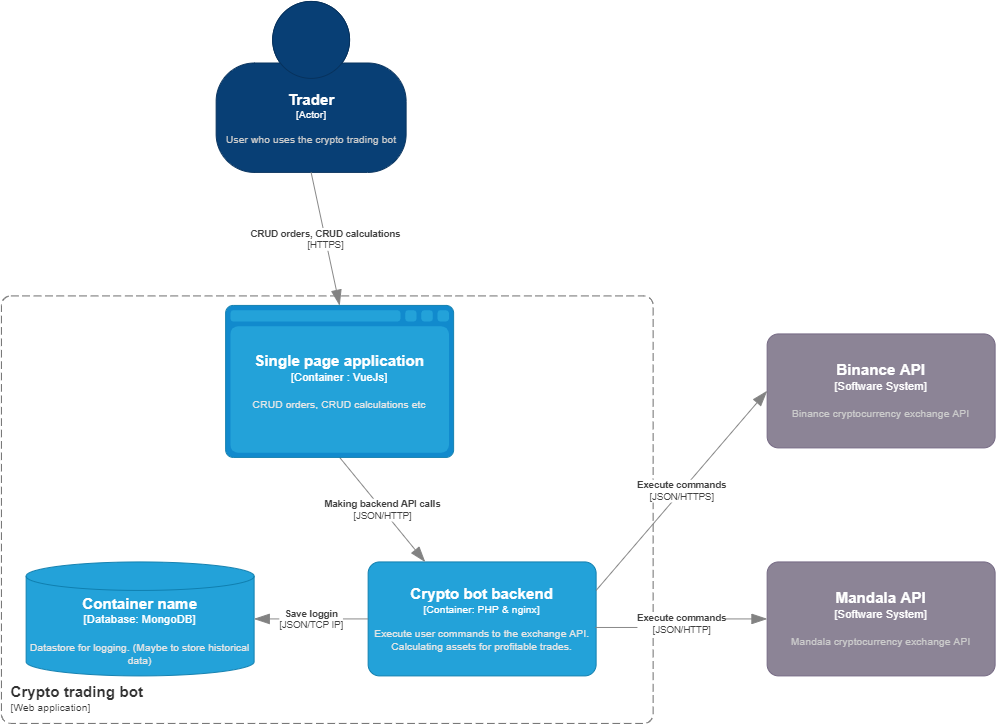 Trader
[Actor]
User who uses the crypto trading bot
CRUD orders, CRUD calculations
[HTTPS]
Single page application
[Container : VueJs]
CRUD orders, CRUD calculations etc
Binance API
[Software System]
Binance cryptocurrency exchange API
Execute commands
[JSON/HTTPS]
Making backend API calls
[JSON/HTTP]
Container name
[Database: MongoDB]
Datastore for logging. (Maybe to store historical
data)
Save loggin
[JSON/TCP IP]
Crypto bot backend
[Container: PHP & nginx]
Execute user commands to the exchange API.
Calculating assets for profitable trades.
Execute commands
[JSON/HTTP]
Mandala API
[Software System]
Mandala cryptocurrency exchange API
Crypto trading bot
[Web application]